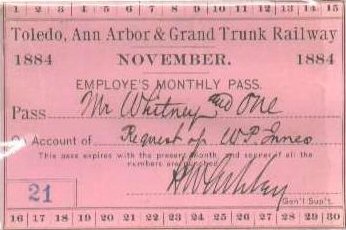 1 2 3 4 5 6 7 8 9 10 11 12 13 14 15
Toledo, Ann Arbor & Grand Trunk Railway
1884 NOVEMBER. 1884
EMPLOYE'S MONTHLY PASS.
Pass Mr Whitney and One
On Account of Request of W.P. Innes
This pass expires with the present month, and succes of all the
numbers are punched.
21
Gen'l Sup't.
16 17 18 19 20 21 22 23 24 25 26 27 28 29 30